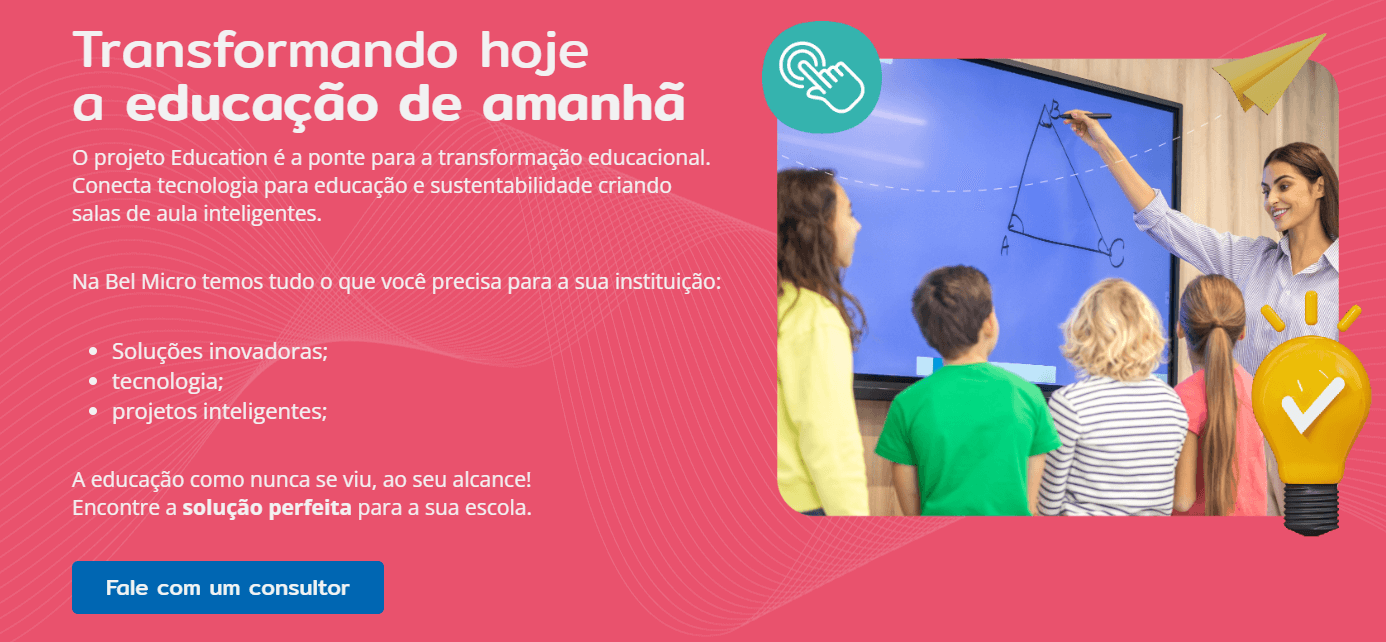 Transformando hoje
a educação de amanhã
O projeto Education é a ponte para a transformação educacional.
Conecta tecnologia para educação e sustentabilidade criando
salas de aula inteligentes.
Na Bel Micro temos tudo o que você precisa para a sua instituição:
• Soluções inovadoras;
• tecnologia;
• projetos inteligentes;
A educação como nunca se viu, ao seu alcance!
Encontre a solução perfeita para a sua escola.
Fale com um consultor
B
A
C